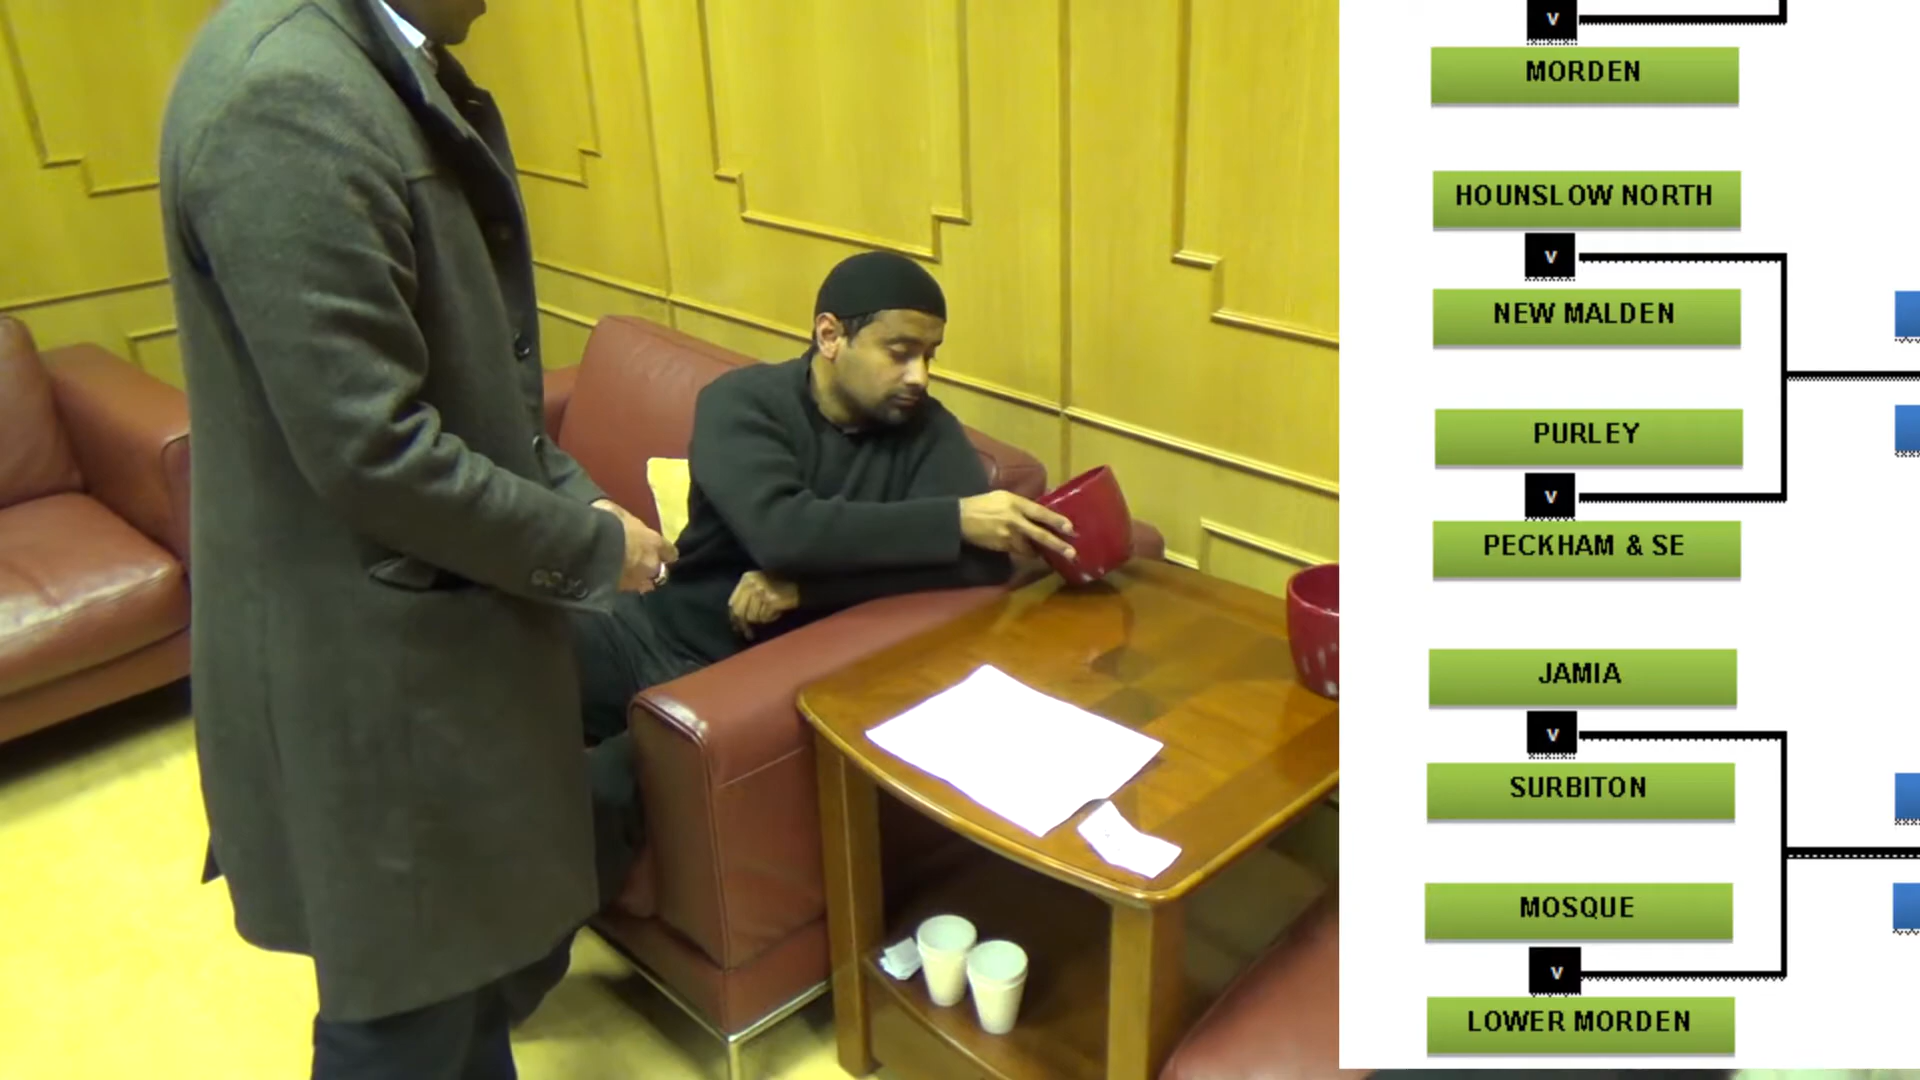 v
MORDEN
HOUNSLOW NORTH
v
NEW MALDEN
PURLEY
v
PECKHAM & SE
JAMIA
v
SURBITON
MOSQUE
v
LOWER MORDEN